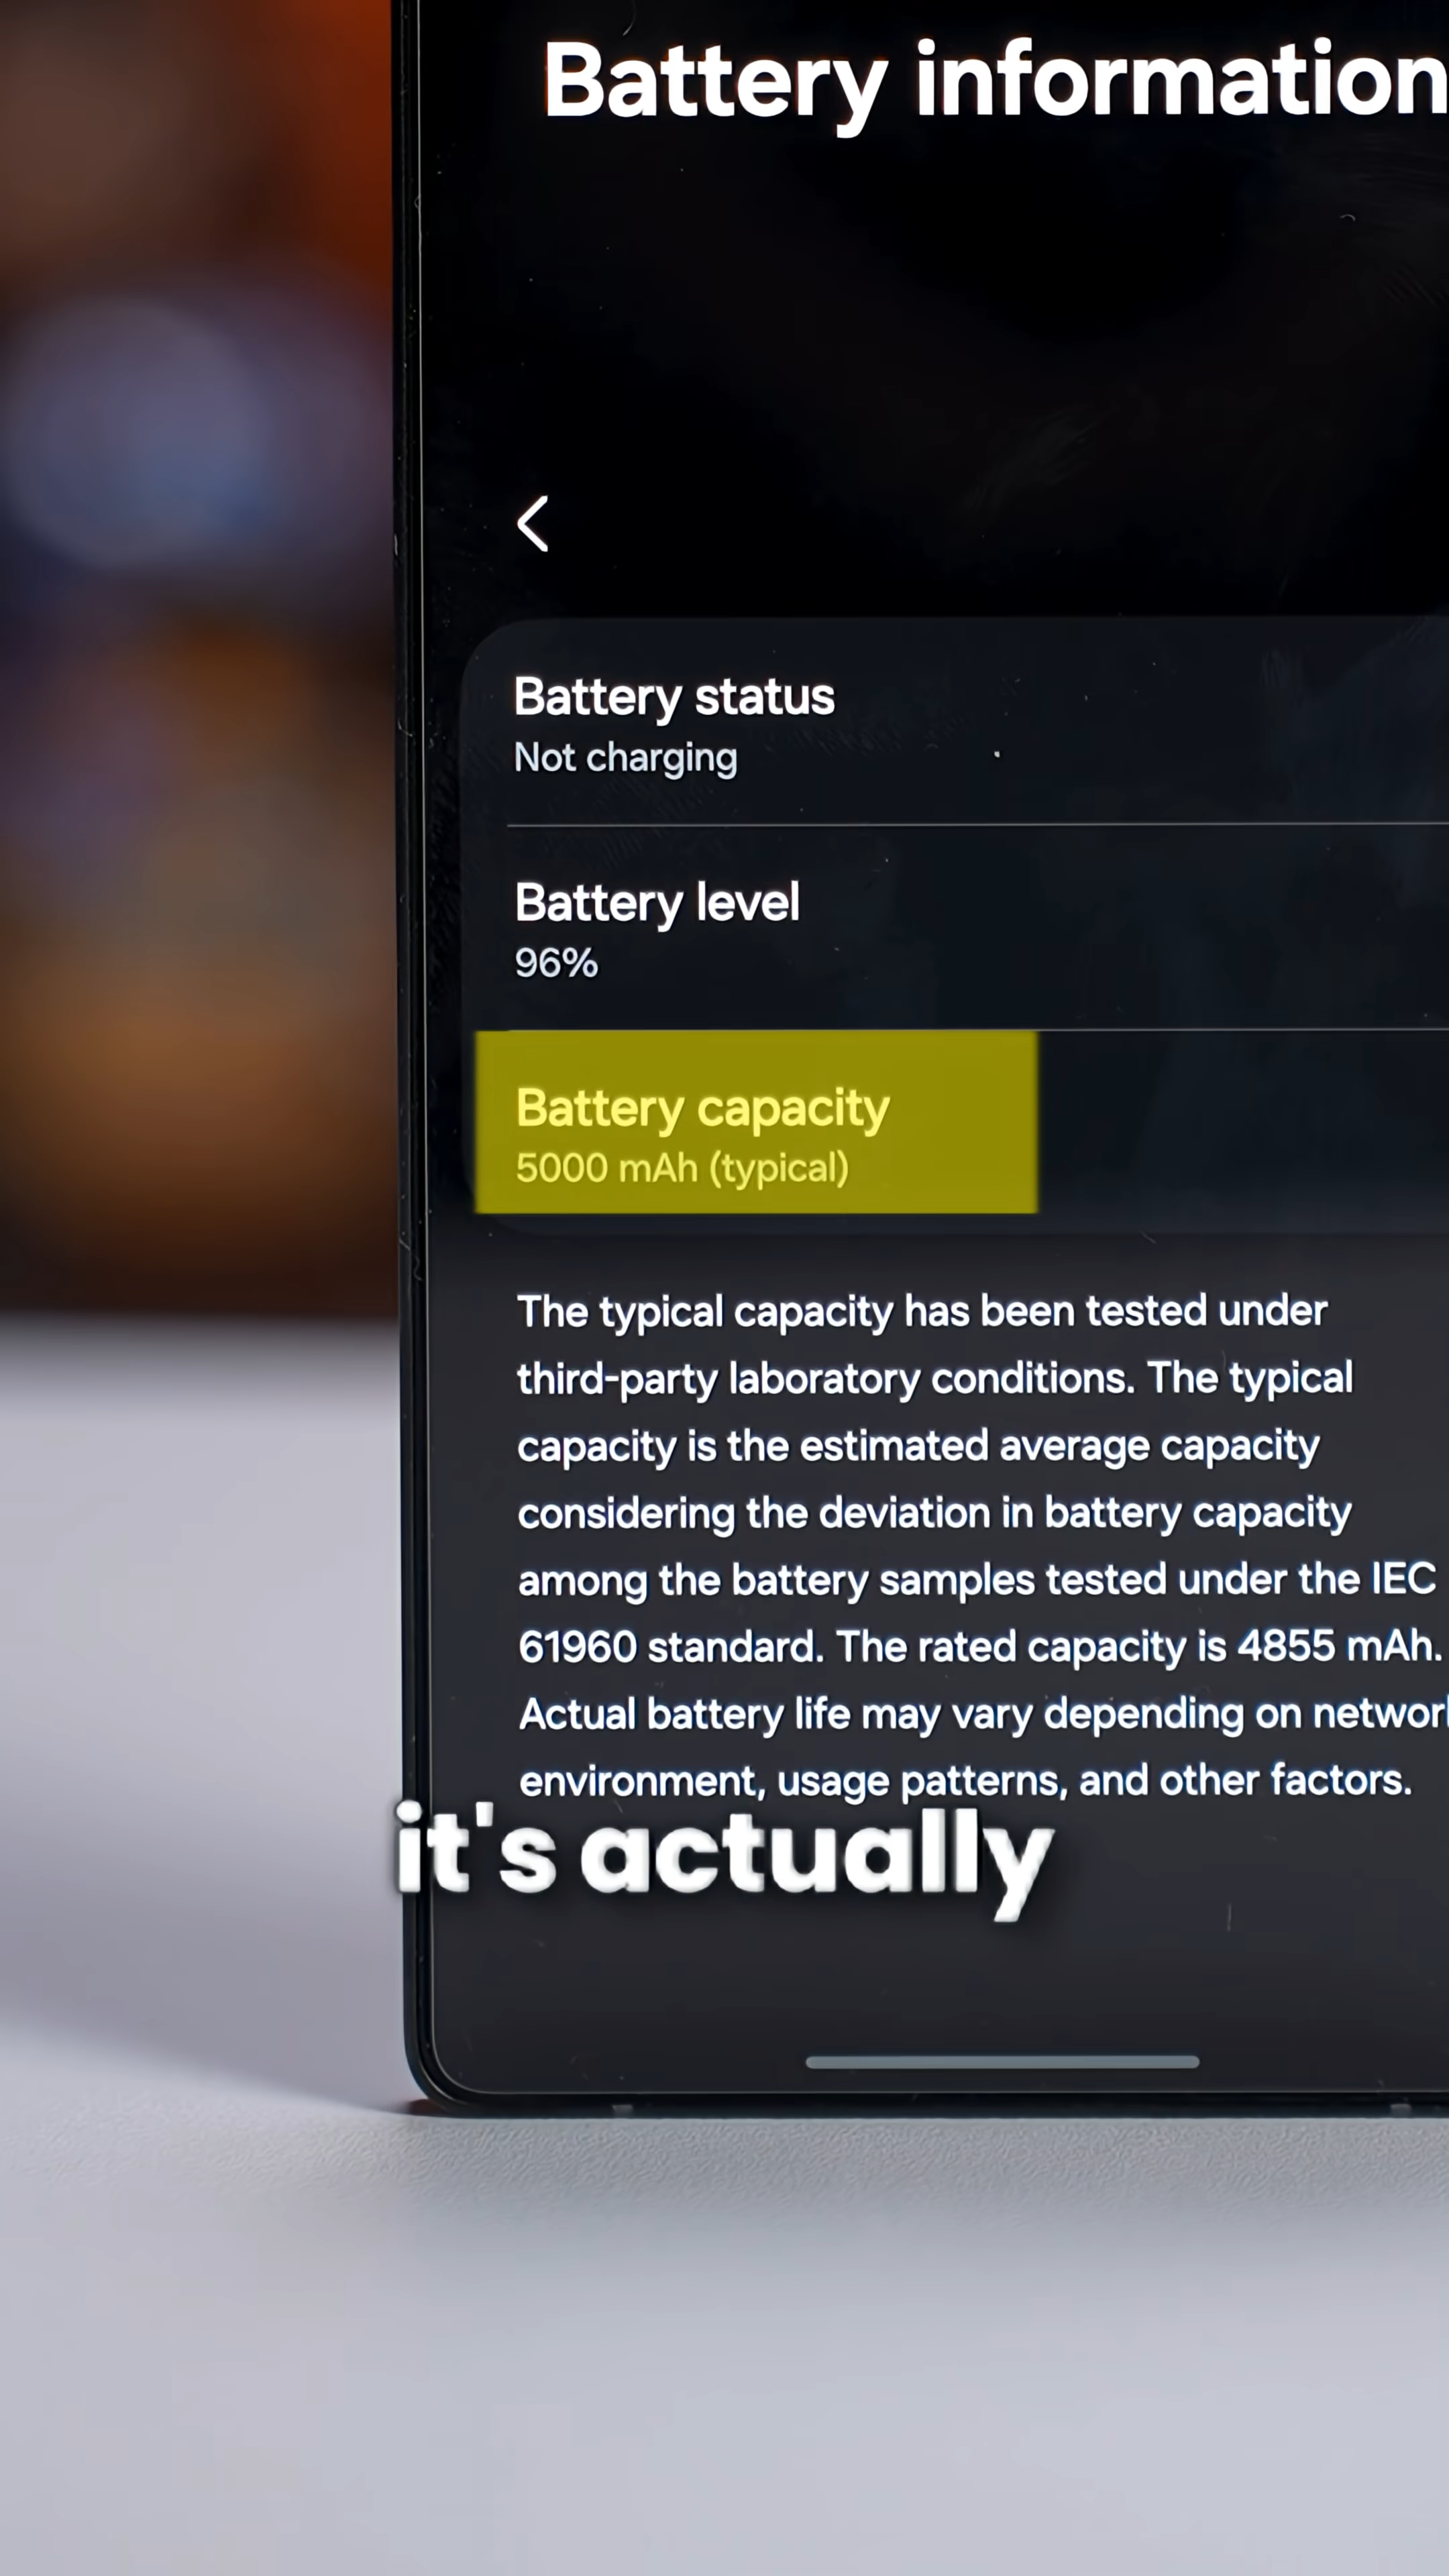 Battery information
Battery status
Not charging
Battery level
96%
Battery capacity
5000 mAh (typical)
The typical capacity has been tested under
third-party laboratory conditions. The typical
capacity is the estimated average capacity
considering the deviation in battery capacity
among the battery samples tested under the IEC
61960 standard. The rated capacity is 4855 mAh.
Actual battery life may vary depending on networ
environment, usage patterns, and other factors.
it's actually